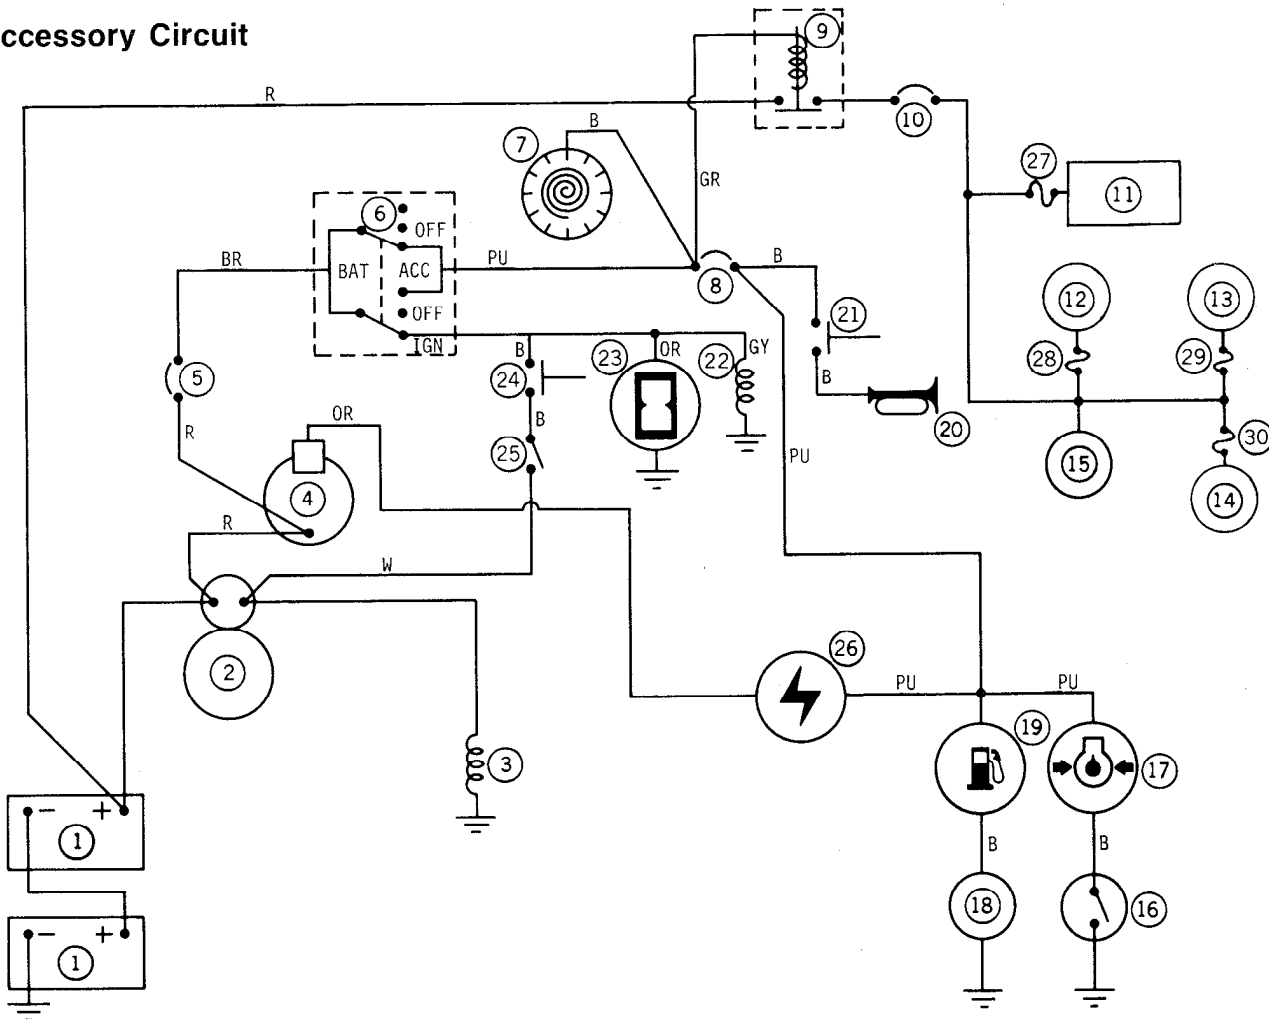 ccessory Circuit
9
R
10
B
7
27
11
GR
6
OFF
BR
BAT
ACC
PU
B
8
12
13
OFF
21
IGN
B
23
OR
22
GY
28
29
5
24
B
20
OR
B
30
R
25
PU
15
4
14
R
W
26
2
PU
PU
19
3
17
- +
1
B
B
18
16
- +
1